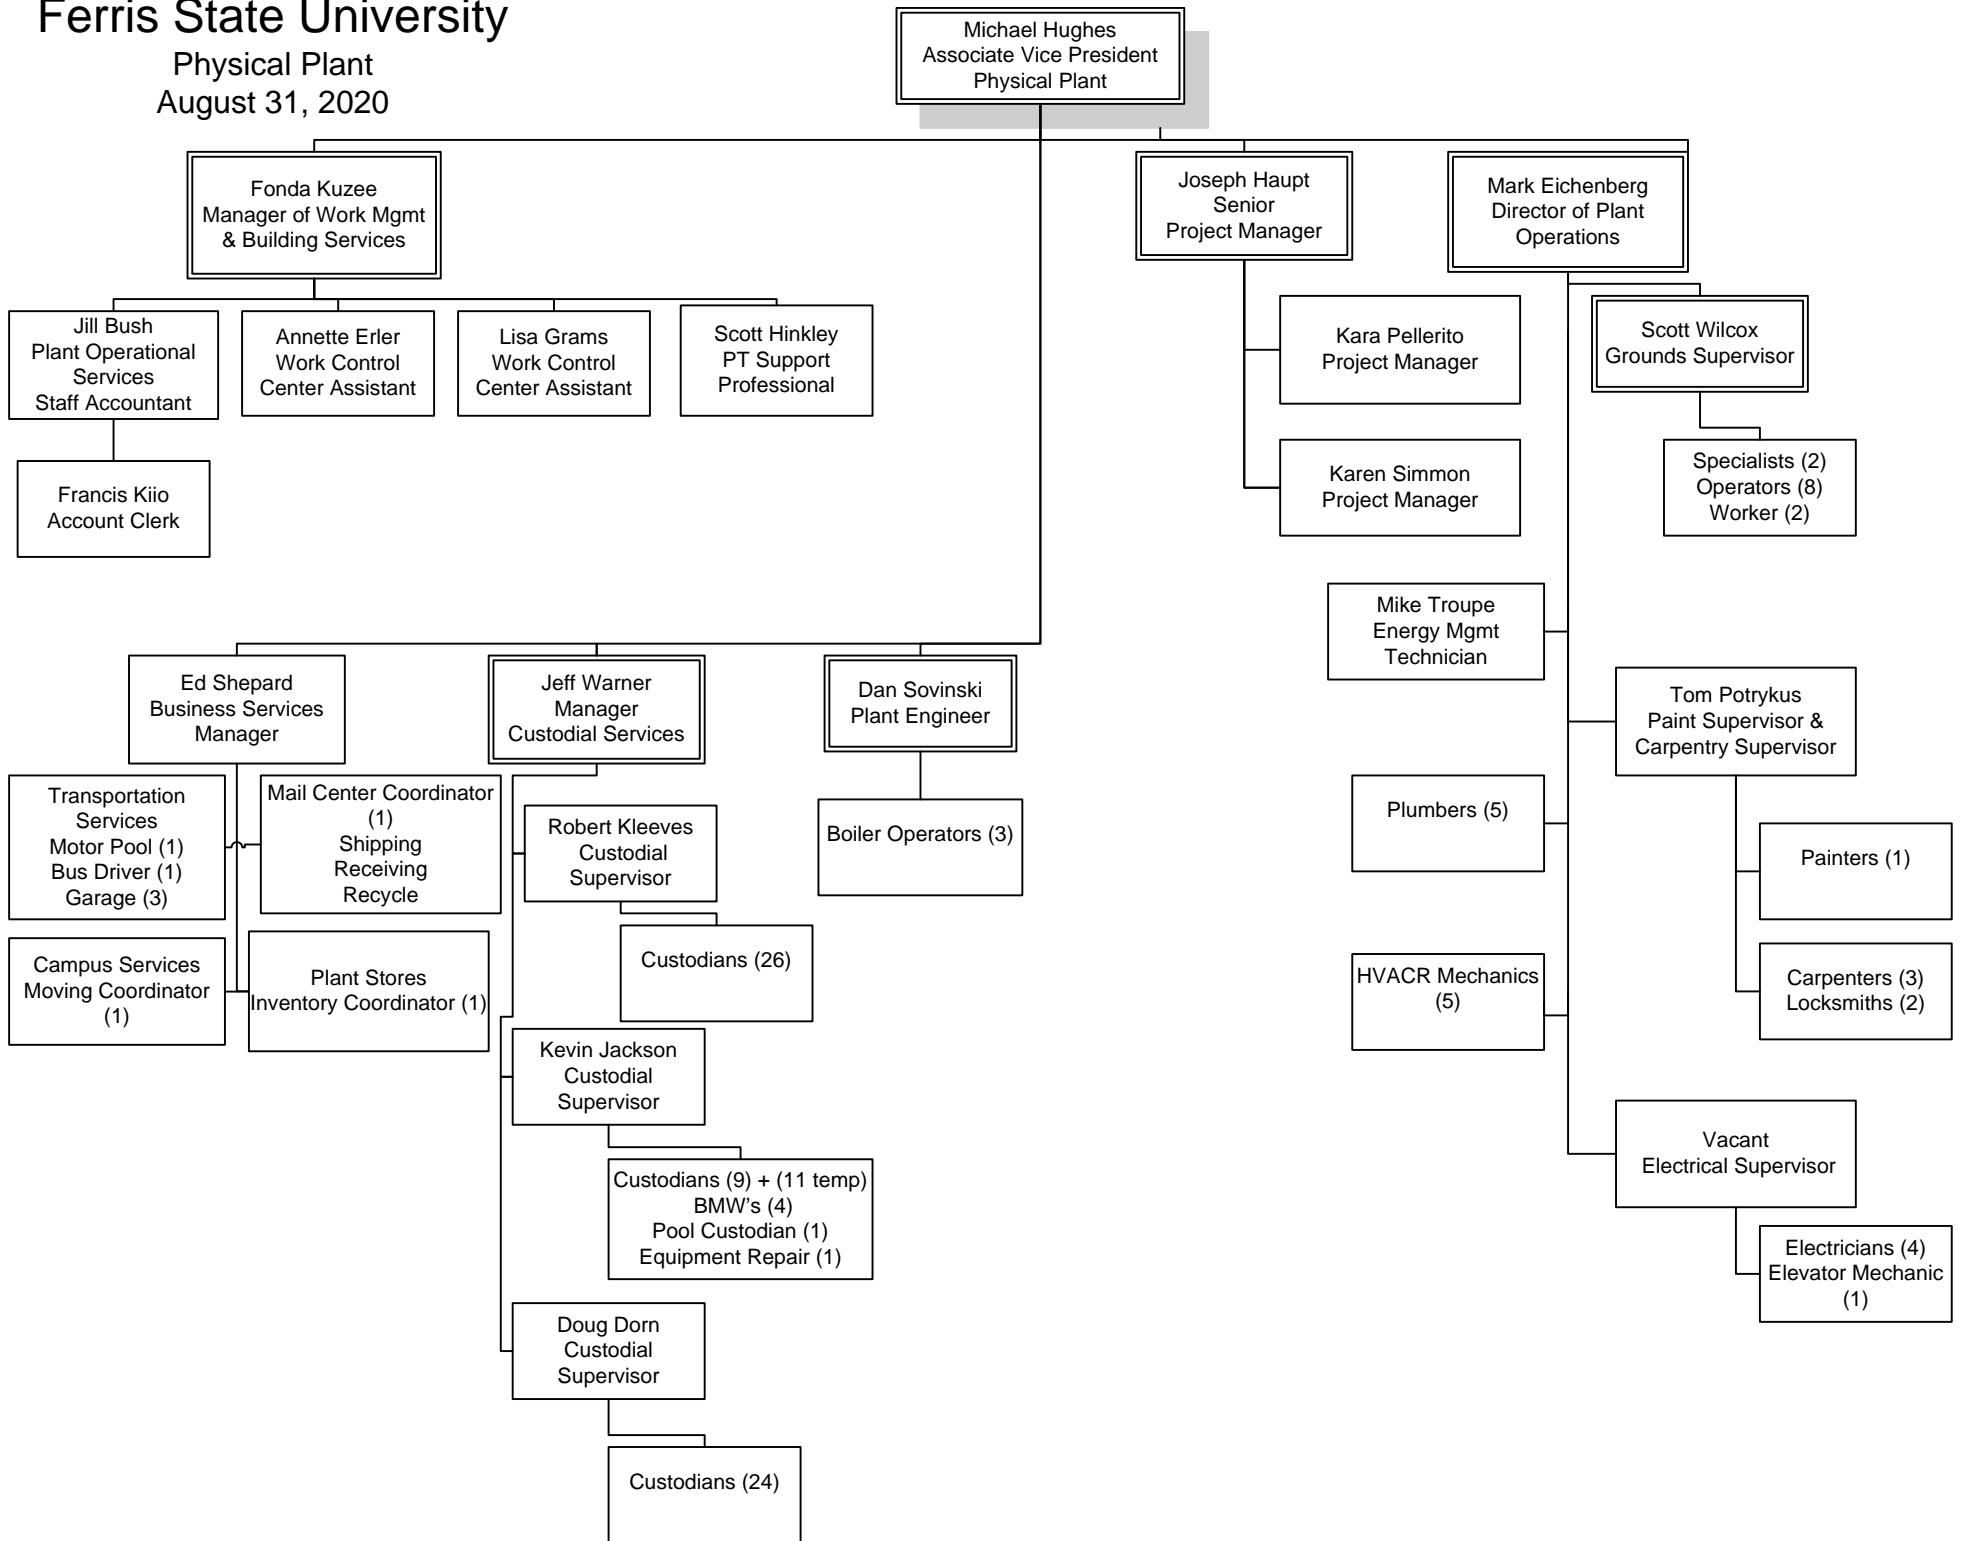 Ferris State University
Physical Plant
August 31, 2020
Michael Hughes
Associate Vice President
Physical Plant
Fonda Kuzee
Manager of Work Mgmt
& Building Services
Joseph Haupt
Senior
Project Manager
Mark Eichenberg
Director of Plant
Operations
Jill Bush
Plant Operational
Services
Staff Accountant
Annette Erler
Work Control
Center Assistant
Lisa Grams
Work Control
Center Assistant
Scott Hinkley
PT Support
Professional
Kara Pellerito
Project Manager
Scott Wilcox
Grounds Supervisor
Francis Kiio
Account Clerk
Karen Simmon
Project Manager
Specialists (2)
Operators (8)
Worker (2)
Mike Troupe
Energy Mgmt
Technician
Ed Shepard
Business Services
Manager
Jeff Warner
Manager
Custodial Services
Dan Sovinski
Plant Engineer
Tom Potrykus
Paint Supervisor &
Carpentry Supervisor
Transportation
Services
Motor Pool (1)
Bus Driver (1)
Garage (3)
Mail Center Coordinator
(1)
Shipping
Receiving
Recycle
Robert Kleeves
Custodial
Supervisor
Boiler Operators (3)
Plumbers (5)
Painters (1)
Campus Services
Moving Coordinator
(1)
Plant Stores
Inventory Coordinator (1)
Custodians (26)
HVACR Mechanics
(5)
Carpenters (3)
Locksmiths (2)
Kevin Jackson
Custodial
Supervisor
Custodians (9) + (11 temp)
BMW’s (4)
Pool Custodian (1)
Equipment Repair (1)
Vacant
Electrical Supervisor
Electricians (4)
Elevator Mechanic
(1)
Doug Dorn
Custodial
Supervisor
Custodians (24)